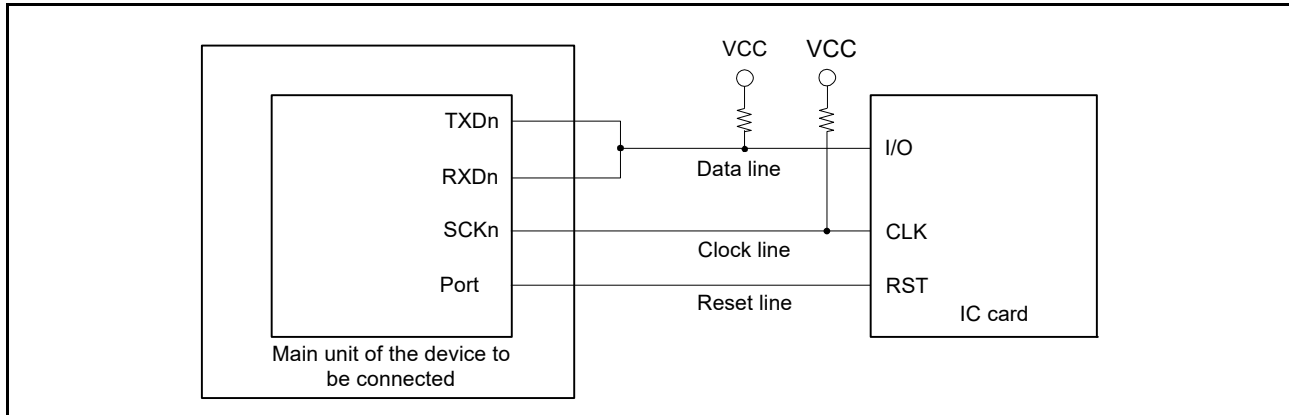 VCC
VCC
TXDn
I/O
Data line
RXDn
SCKn
CLK
Clock line
Port
RST
Reset line
IC card
Main unit of the device to
be connected